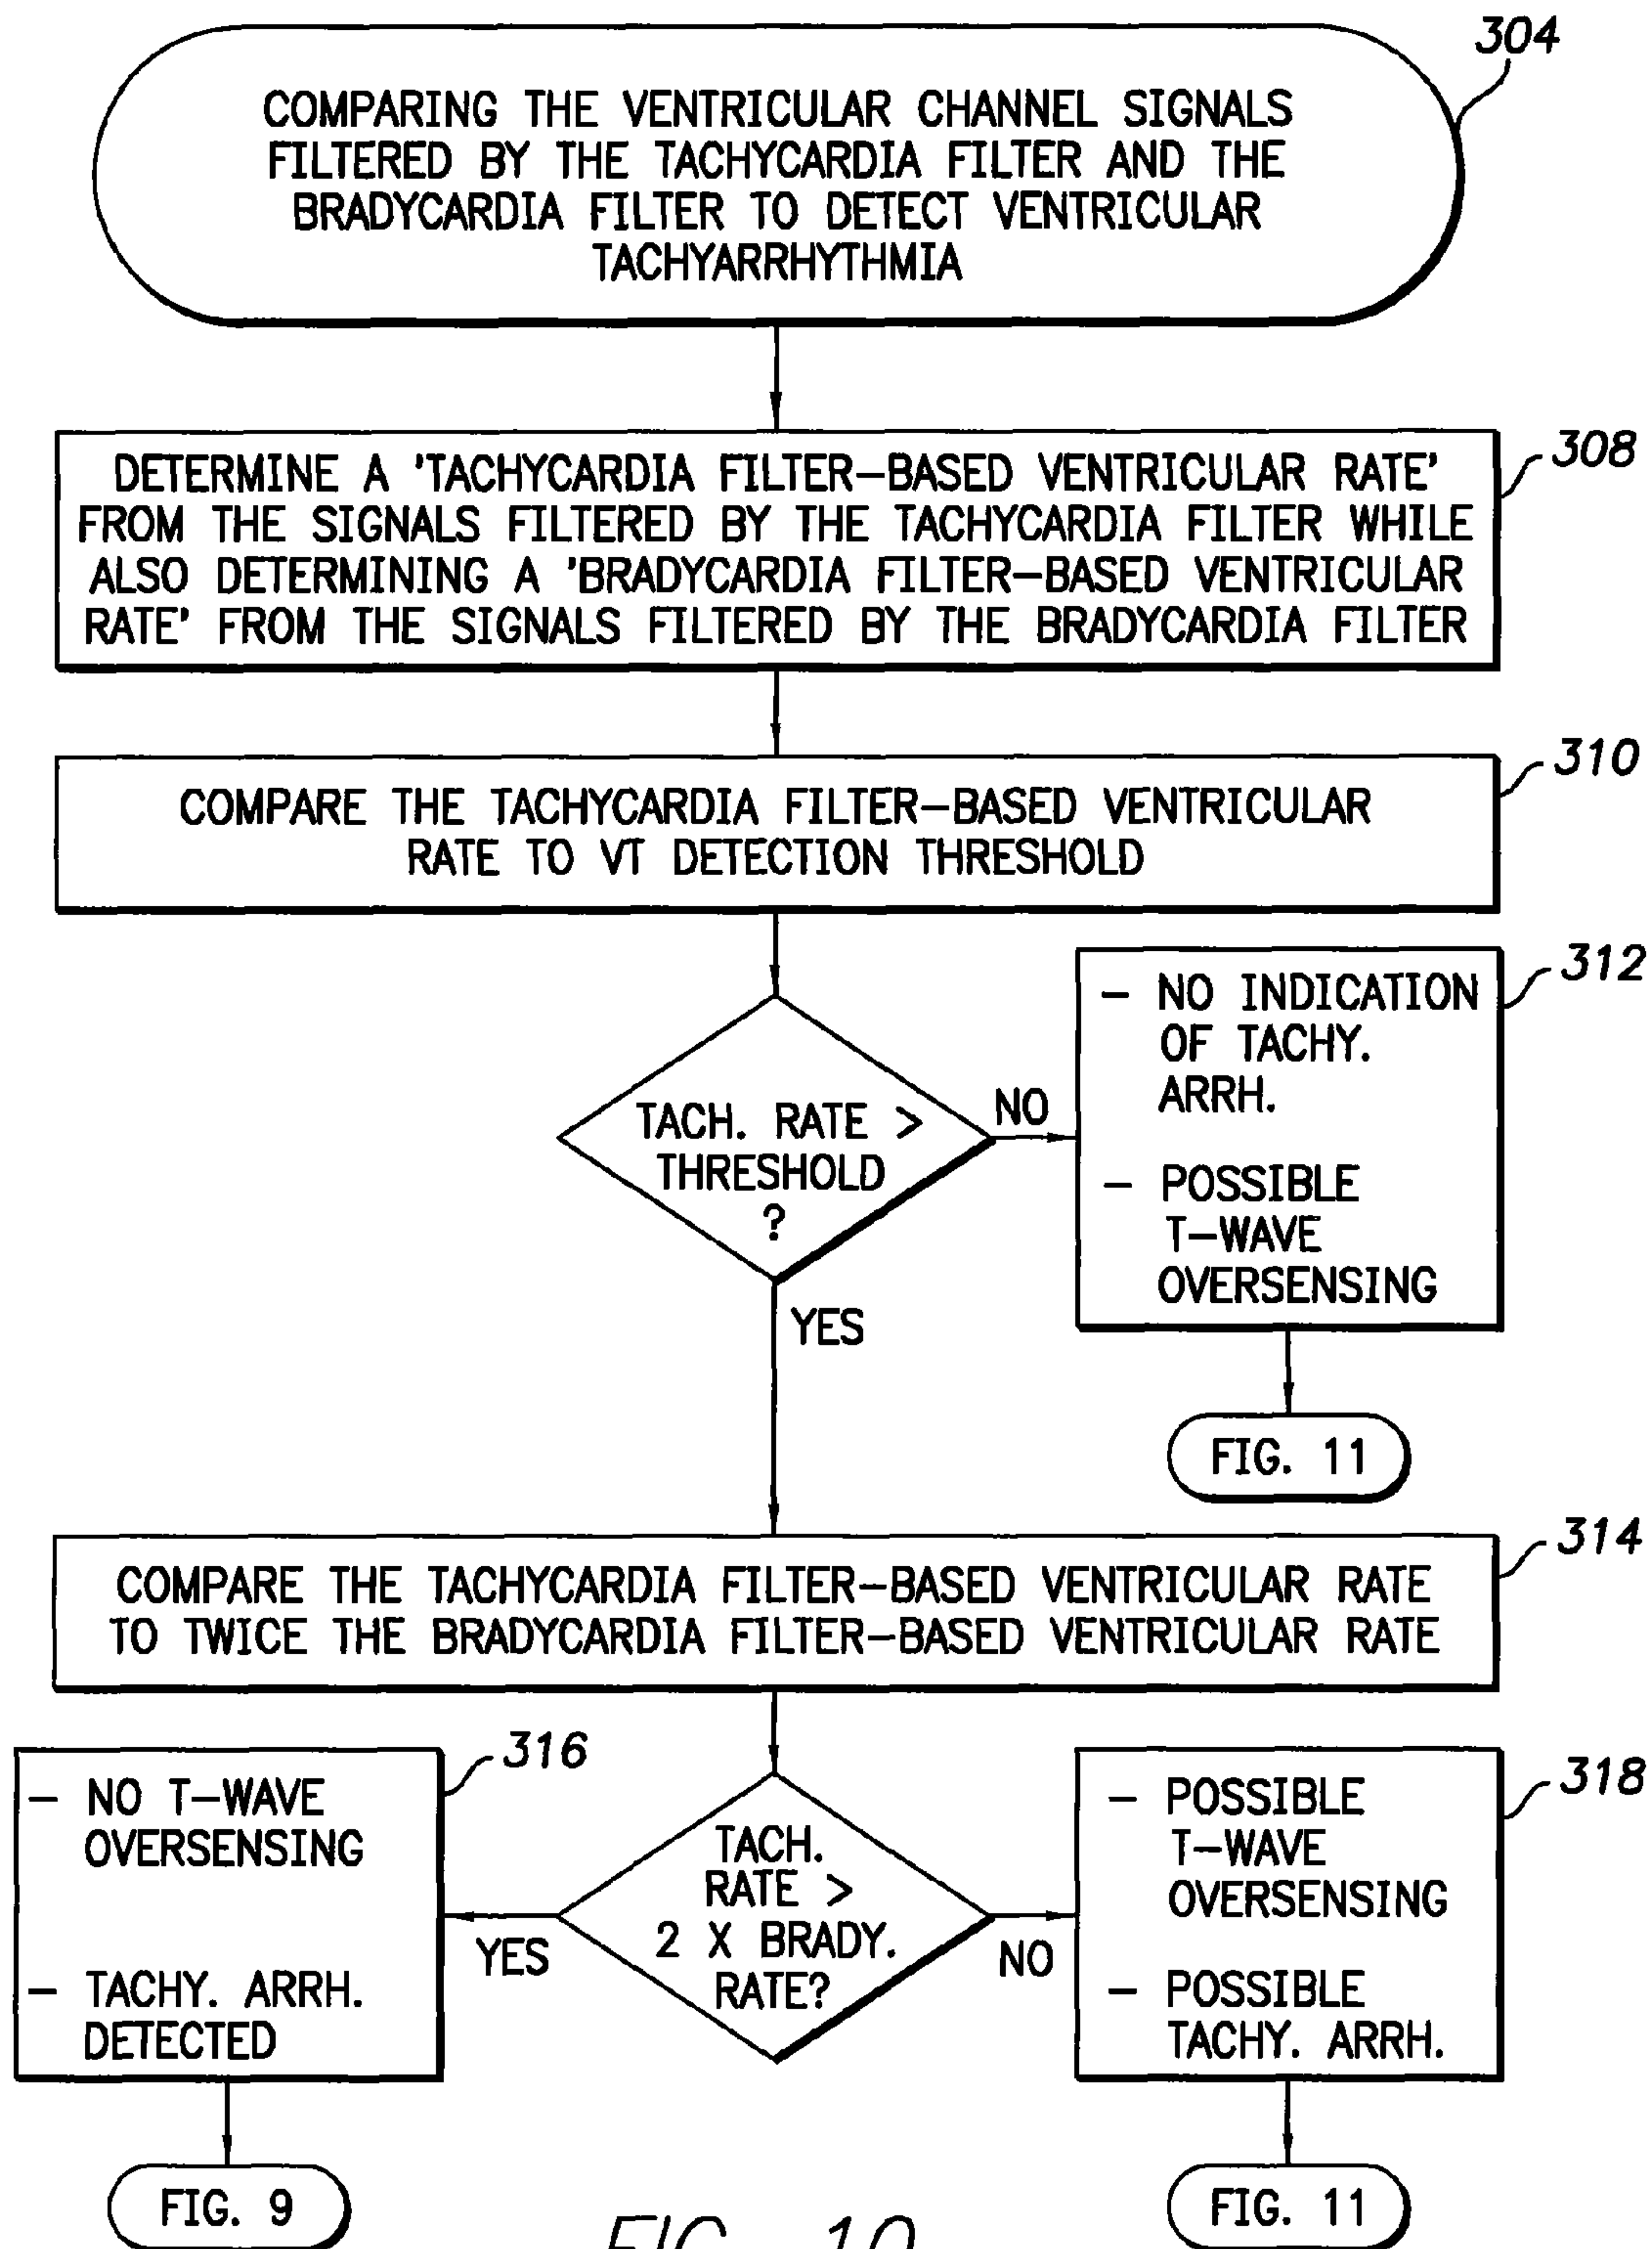 304
COMPARING THE VENTRICULAR CHANNEL SIGNALS
FILTERED BY THE TACHYCARDIA FILTER AND THE
BRADYCARDIA FILTER TO DETECT VENTRICULAR
TACHYARRHYTHMIA
308
DETERMINE A 'TACHYCARDIA FILTER–BASED VENTRICULAR RATE'
FROM THE SIGNALS FILTERED BY THE TACHYCARDIA FILTER WHILE
ALSO DETERMINING A 'BRADYCARDIA FILTER–BASED VENTRICULAR
RATE' FROM THE SIGNALS FILTERED BY THE BRADYCARDIA FILTER
310
COMPARE THE TACHYCARDIA FILTER–BASED VENTRICULAR
RATE TO VT DETECTION THRESHOLD
TACH. RATE >
THRESHOLD
?
NO
YES
312
– NO INDICATION
OF TACHY.
ARRH.
– POSSIBLE
T–WAVE
OVERSENSING
FIG. 11
314
COMPARE THE TACHYCARDIA FILTER–BASED VENTRICULAR RATE
TO TWICE THE BRADYCARDIA FILTER–BASED VENTRICULAR RATE
TACH.
RATE >
2 X BRADY.
RATE?
YES
NO
316
– NO T–WAVE
OVERSENSING
– TACHY. ARRH.
DETECTED
FIG. 9
318
– POSSIBLE
T–WAVE
OVERSENSING
– POSSIBLE
TACHY. ARRH.
FIG. 11
FIG. 10